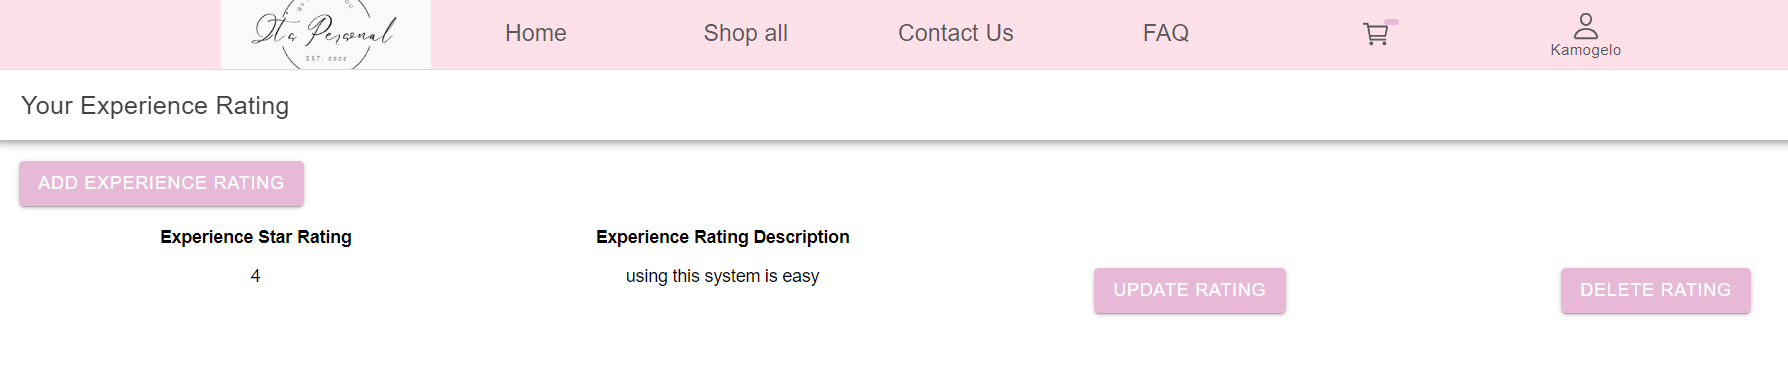 It's Personal
EST. 2022
Home
Shop all
Contact Us
FAQ
Kamogelo
Your Experience Rating
ADD EXPERIENCE RATING
Experience Star Rating
Experience Rating Description
4
using this system is easy
UPDATE RATING
DELETE RATING